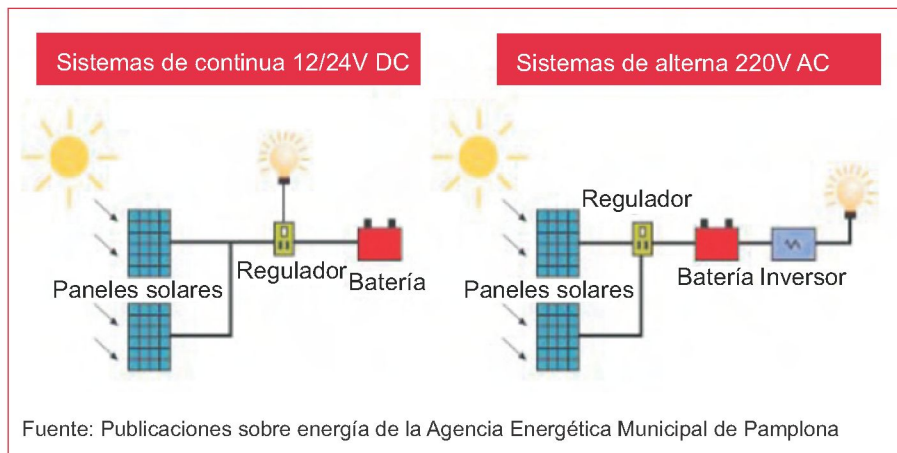 Sistemas de continua 12/24V DC
Sistemas de alterna 220V AC
Regulador
Batería
Paneles solares
Regulador
Batería Inversor
Paneles solares
Fuente: Publicaciones sobre energía de la Agencia Energética Municipal de Pamplona